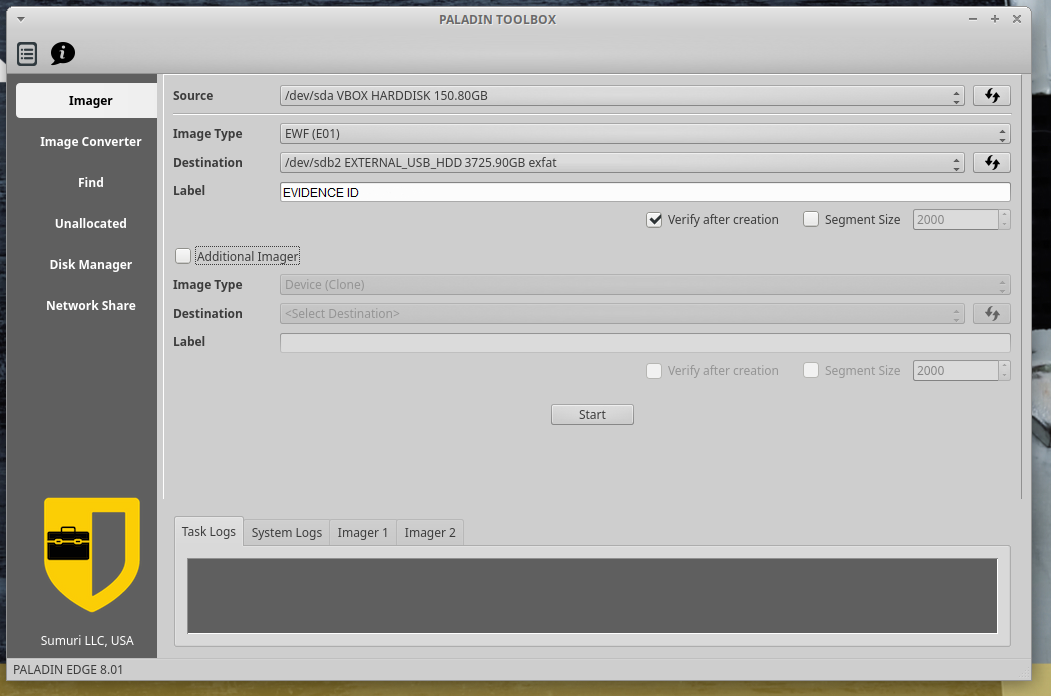 PALADIN TOOLBOX
Imager
Image Converter
Find
Unallocated
Disk Manager
Network Share
Sumuri LLC, USA
Source /dev/sda VBOX HARDDISK 150.80GB
Image Type EWF (E01)
Destination /dev/sdb2 EXTERNAL_USB_HDD 3725.90GB exfat
Label EVIDENCE ID
Verify after creation Segment Size 2000
Additional Imager
Image Type Device (Clone)
Destination <Select Destination>
Label
Verify after creation Segment Size 2000
Start
Task Logs System Logs Imager 1 Imager 2
PALADIN EDGE 8.01